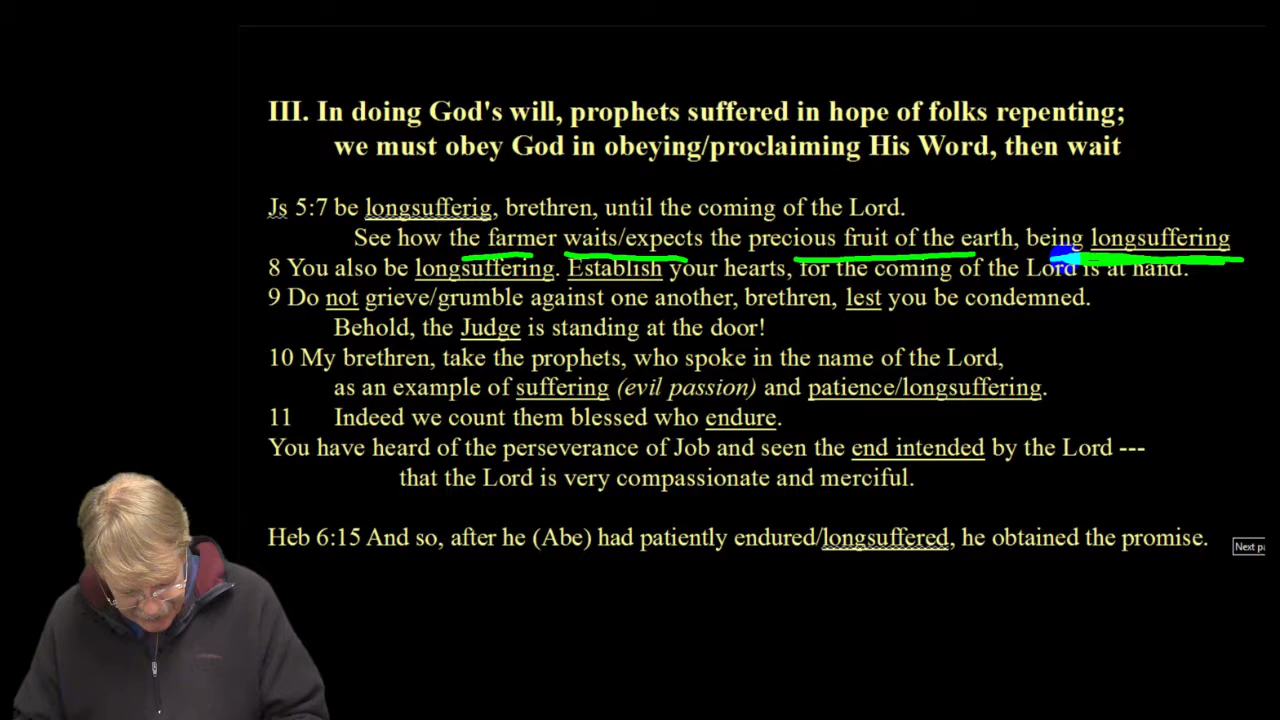 III. In doing God's will, prophets suffered in hope of folks repenting;
we must obey God in obeying/proclaiming His Word, then wait
Js 5:7 be longsufferig, brethren, until the coming of the Lord.
See how the farmer waits/expects the precious fruit of the earth, being longsuffering
8 You also be longsuffering. Establish your hearts, for the coming of the Lord is at hand.
9 Do not grieve/grumble against one another, brethren, lest you be condemned.
Behold, the Judge is standing at the door!
10 My brethren, take the prophets, who spoke in the name of the Lord,
as an example of suffering (evil passion) and patience/longsuffering.
11 Indeed we count them blessed who endure.
You have heard of the perseverance of Job and seen the end intended by the Lord ---
that the Lord is very compassionate and merciful.
Heb 6:15 And so, after he (Abe) had patiently endured/longsuffered, he obtained the promise.
Next